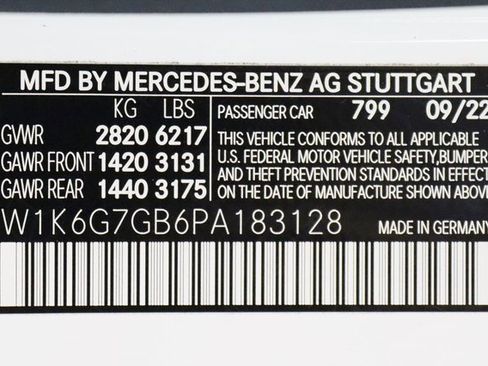 MFD BY MERCEDES-BENZ AG STUTTGART
KG LBS PASSENGER CAR 799 09/22
GVWR 2820 6217
GAWR FRONT 1420 3131
GAWR REAR 1440 3175
THIS VEHICLE CONFORMS TO ALL APPLICABLE
U.S. FEDERAL MOTOR VEHICLE SAFETY,BUMPER
AND THEFT PREVENTION STANDARDS IN EFFECT
ON THE DATE OF MANUFACTURE SHOWN ABOVE
W1K6G7GB6PA183128 MADE IN GERMANY